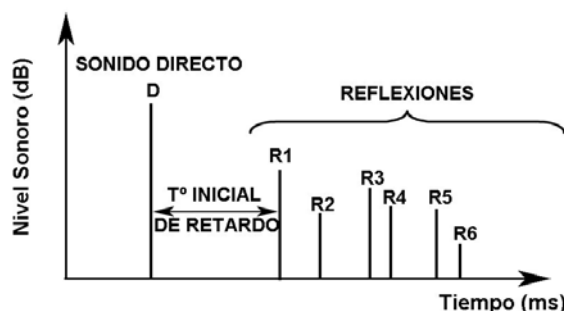 Nivel Sonoro (dB)
SONIDO DIRECTO
D
REFLEXIONES
R1
Tº INICIAL
DE RETARDO
R2
R3
R4
R5
R6
Tiempo (ms)